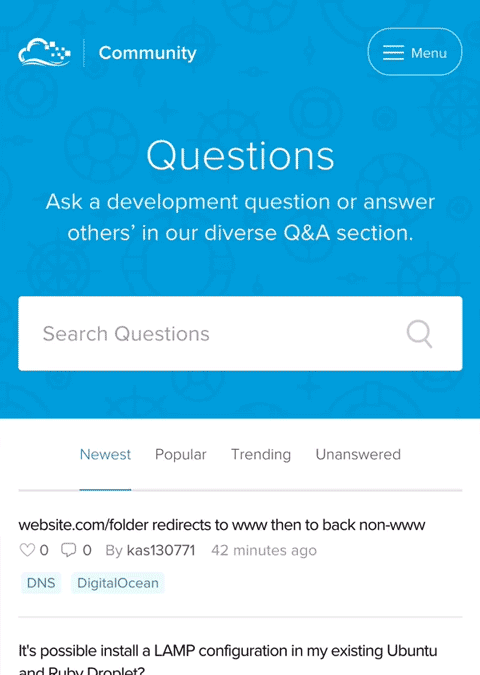 Community
Menu
Questions
Ask a development question or answer
others’ in our diverse Q&A section.
Search Questions
Newest Popular Trending Unanswered
website.com/folder redirects to www then to back non-www
0 0 By kas130771 42 minutes ago
DNS DigitalOcean
It's possible install a LAMP configuration in my existing Ubuntu
and Ruby Droplet?